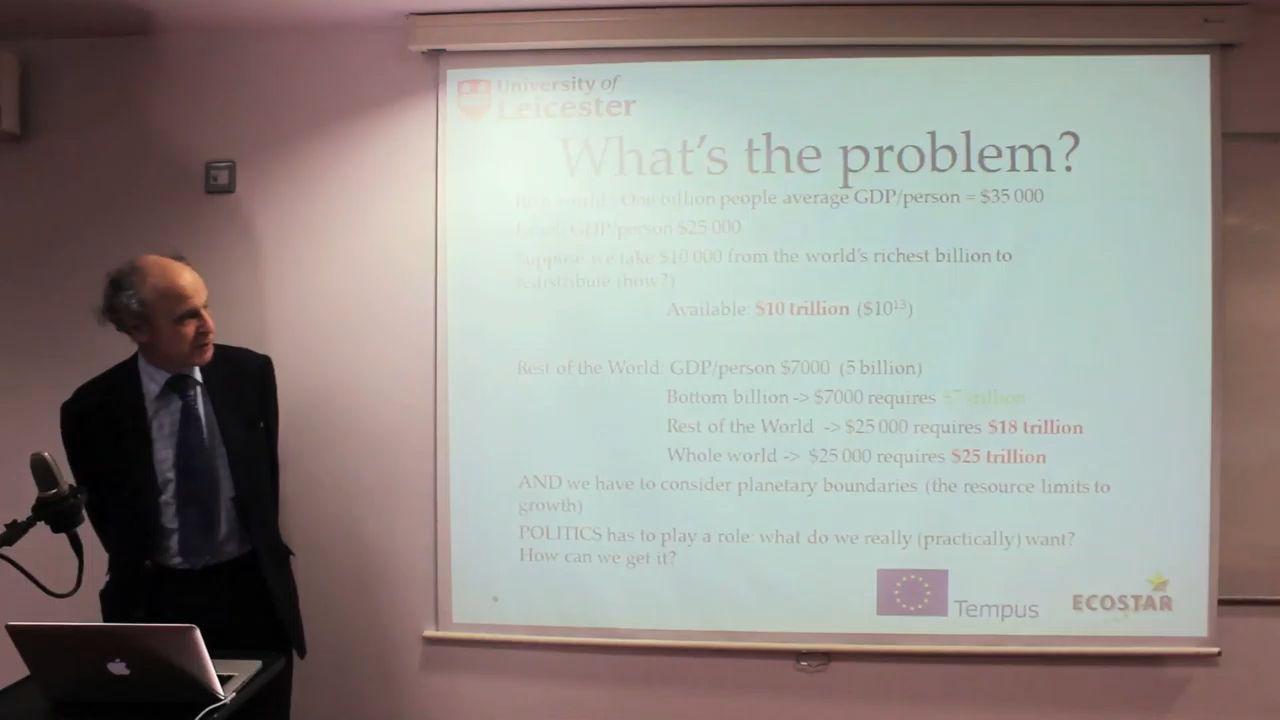 University of
Leicester
What's the problem?
One billion people average GDP/person = $35 000
GDP/person $25 000
Suppose we take $10 000 from the world's richest billion to
redistribute (how?)
Available: $10 trillion ($10¹³)
Rest of the World: GDP/person $7000 (5 billion)
Bottom billion -> $7000 requires $7 trillion
Rest of the World -> $25 000 requires $18 trillion
Whole world -> $25 000 requires $25 trillion
AND we have to consider planetary boundaries (the resource limits to
growth)
POLITICS has to play a role: what do we really (practically) want?
How can we get it?
Tempus
ECOSTAR